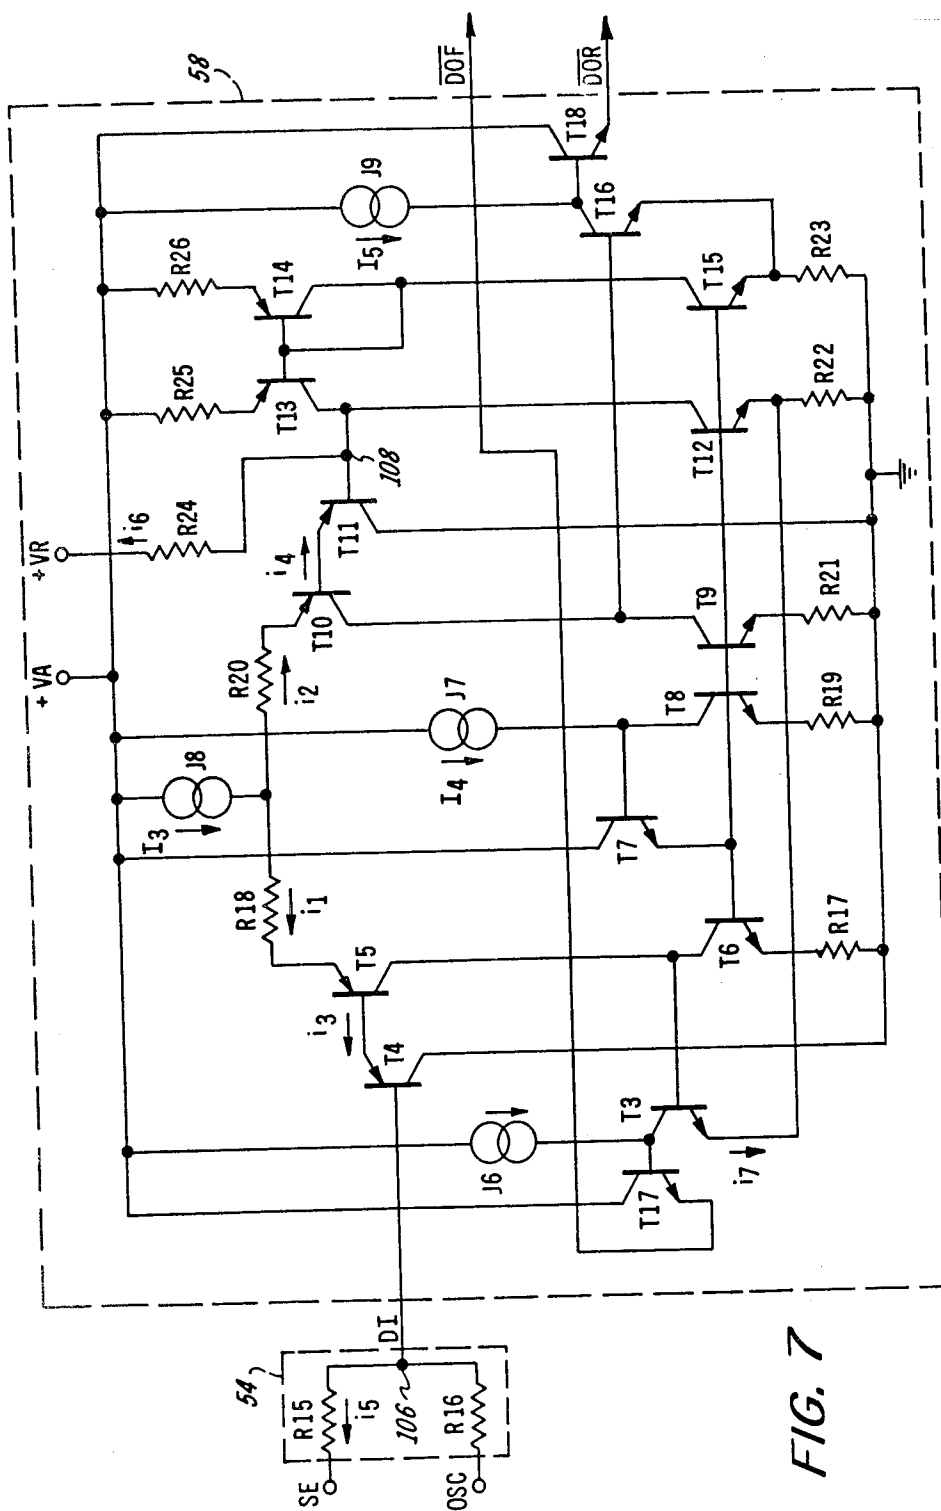 58
+VA
+VR
DOF
DOR
I3
J8
R18
i1
R20
i2
i6
R24
R25
R26
T13
T14
I5
J9
T18
T16
T5
i3
T4
T10
i4
T11
108
I4
J7
J6
T17
T3
i7
T7
T8
T9
T6
T12
T15
R17
R19
R21
R22
R23
54
SE
R15
i5
106
R16
OSC
DI
FIG. 7